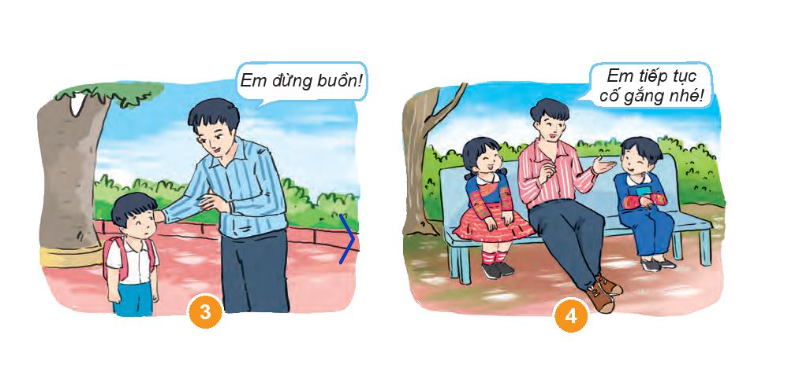 Em đừng buồn!
Em tiếp tục
cố gắng nhé!
3
4